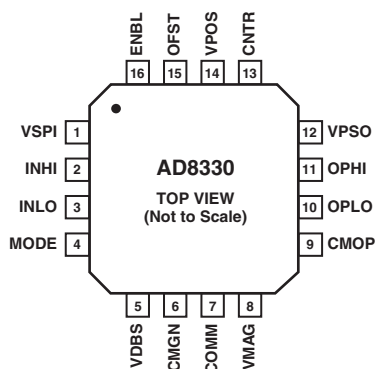 ENBL
OFST
VPOS
CNTR
16 15 14 13
VSPI 1
INHI 2
INLO 3
MODE 4
AD8330
TOP VIEW
(Not to Scale)
12 VPSO
11 OPHI
10 OPLO
9 CMOP
5 6 7 8
VDBS
CMGN
COMM
VMAG